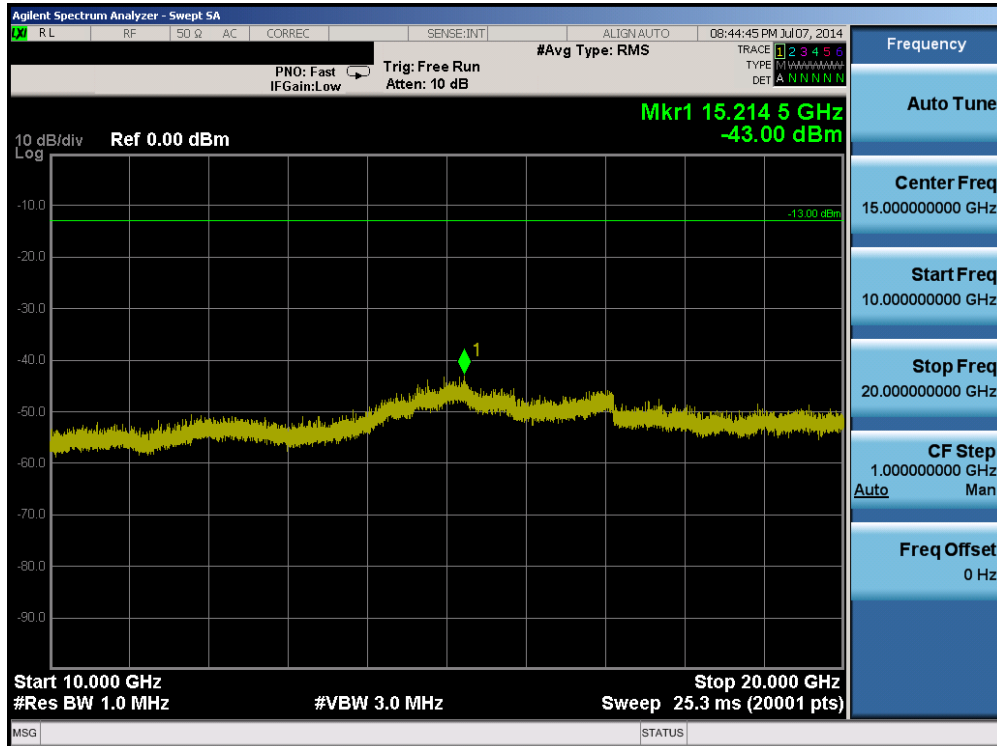 Agilent Spectrum Analyzer - Swept SA
LXI RL RF 50 Ω AC CORREC SENSE:INT ALIGN AUTO 08:44:45 PM Jul 07, 2014
#Avg Type: RMS
TRACE 1 2 3 4 5 6
PNO: Fast Trig: Free Run
TYPE M
IFGain:Low Atten: 10 dB
DET A N N N N N
Mkr1 15.214 5 GHz
-43.00 dBm
10 dB/div Ref 0.00 dBm
Log
-10.0
-13.00 dBm
-20.0
-30.0
-40.0
1
-50.0
-60.0
-70.0
-80.0
-90.0
Start 10.000 GHz Stop 20.000 GHz
#Res BW 1.0 MHz #VBW 3.0 MHz Sweep 25.3 ms (20001 pts)
MSG STATUS
Frequency
Auto Tune
Center Freq
15.000000000 GHz
Start Freq
10.000000000 GHz
Stop Freq
20.000000000 GHz
CF Step
1.000000000 GHz
Auto Man
Freq Offset
0 Hz